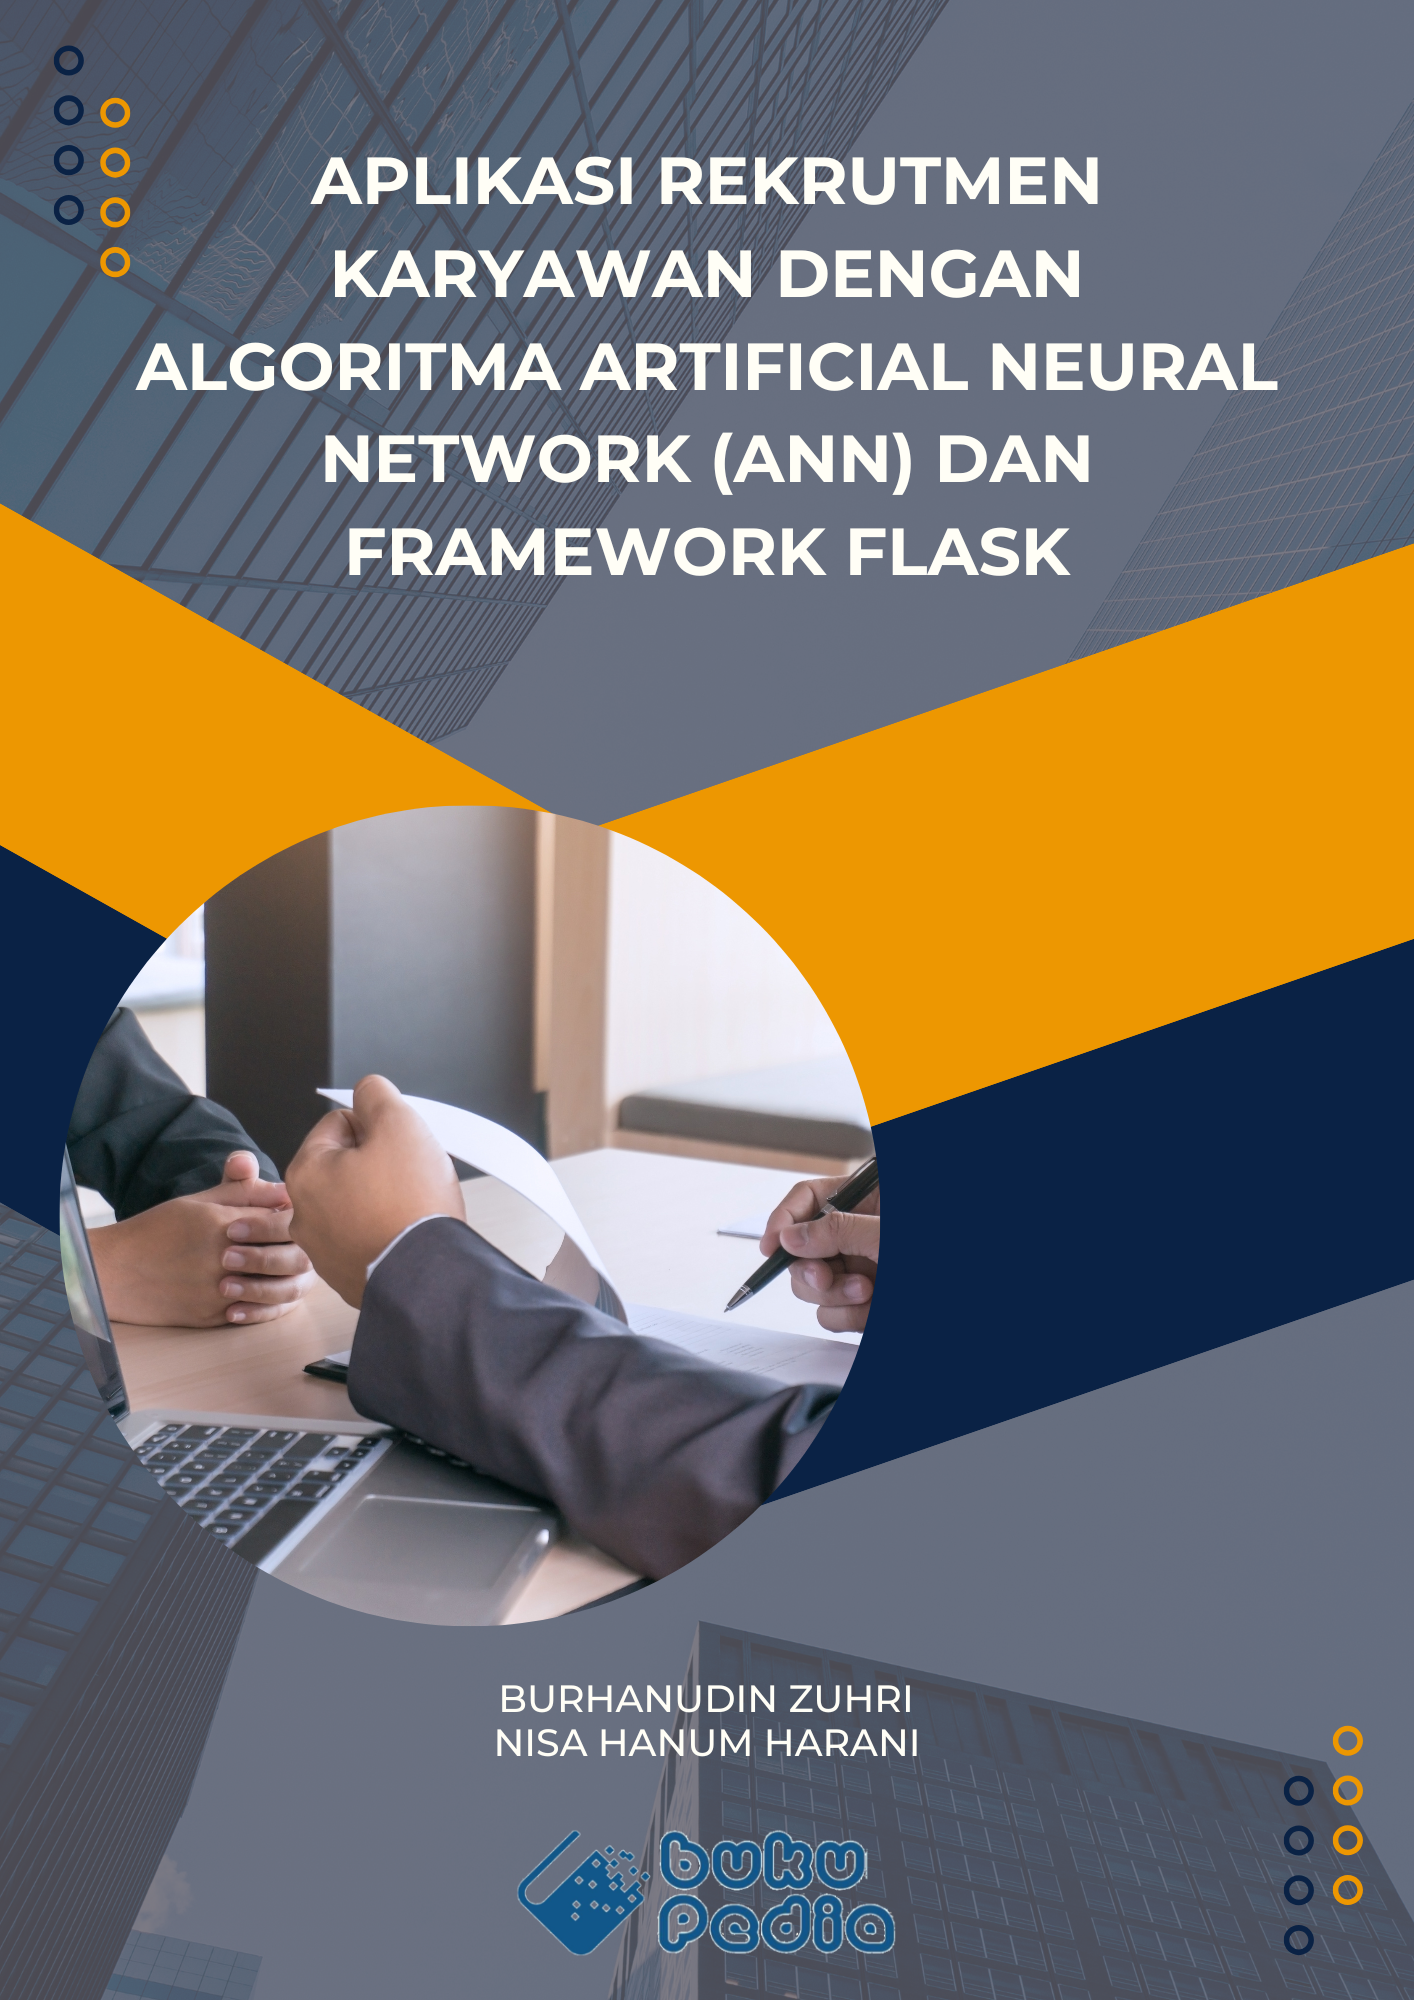 APLIKASI REKRUTMEN
KARYAWAN DENGAN
ALGORITMA ARTIFICIAL NEURAL
NETWORK (ANN) DAN
FRAMEWORK FLASK
BURHANUDIN ZUHRI
NISA HANUM HARANI
buku
pedia